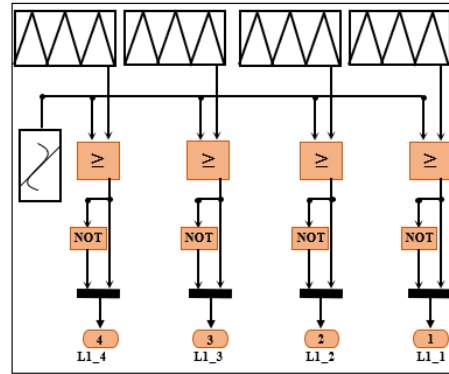 ≥ ≥ ≥ ≥
NOT NOT NOT NOT
4 3 2 1
L1_4 L1_3 L1_2 L1_1